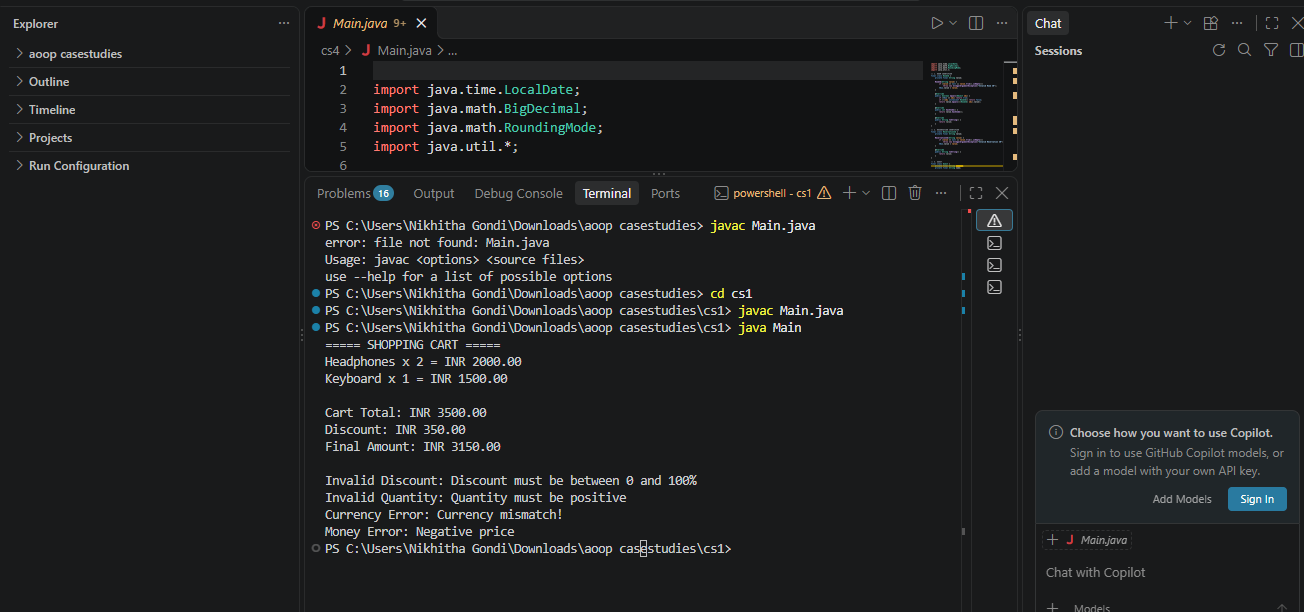 Explorer
aoop casestudies
Outline
Timeline
Projects
Run Configuration
Main.java 9+
cs4 > Main.java > ...
1
2 import java.time.LocalDate;
3 import java.math.BigDecimal;
4 import java.math.RoundingMode;
5 import java.util.*;
6
Problems 16 Output Debug Console Terminal Ports powershell - cs1
PS C:\Users\Nikhitha Gondi\Downloads\aoop casestudies> javac Main.java
error: file not found: Main.java
Usage: javac <options> <source files>
use --help for a list of possible options
PS C:\Users\Nikhitha Gondi\Downloads\aoop casestudies> cd cs1
PS C:\Users\Nikhitha Gondi\Downloads\aoop casestudies\cs1> javac Main.java
PS C:\Users\Nikhitha Gondi\Downloads\aoop casestudies\cs1> java Main
===== SHOPPING CART =====
Headphones x 2 = INR 2000.00
Keyboard x 1 = INR 1500.00
Cart Total: INR 3500.00
Discount: INR 350.00
Final Amount: INR 3150.00
Invalid Discount: Discount must be between 0 and 100%
Invalid Quantity: Quantity must be positive
Currency Error: Currency mismatch!
Money Error: Negative price
PS C:\Users\Nikhitha Gondi\Downloads\aoop casestudies\cs1>
Chat
Sessions
Choose how you want to use Copilot.
Sign in to use GitHub Copilot models, or
add a model with your own API key.
Add Models Sign In
Main.java
Chat with Copilot
Models